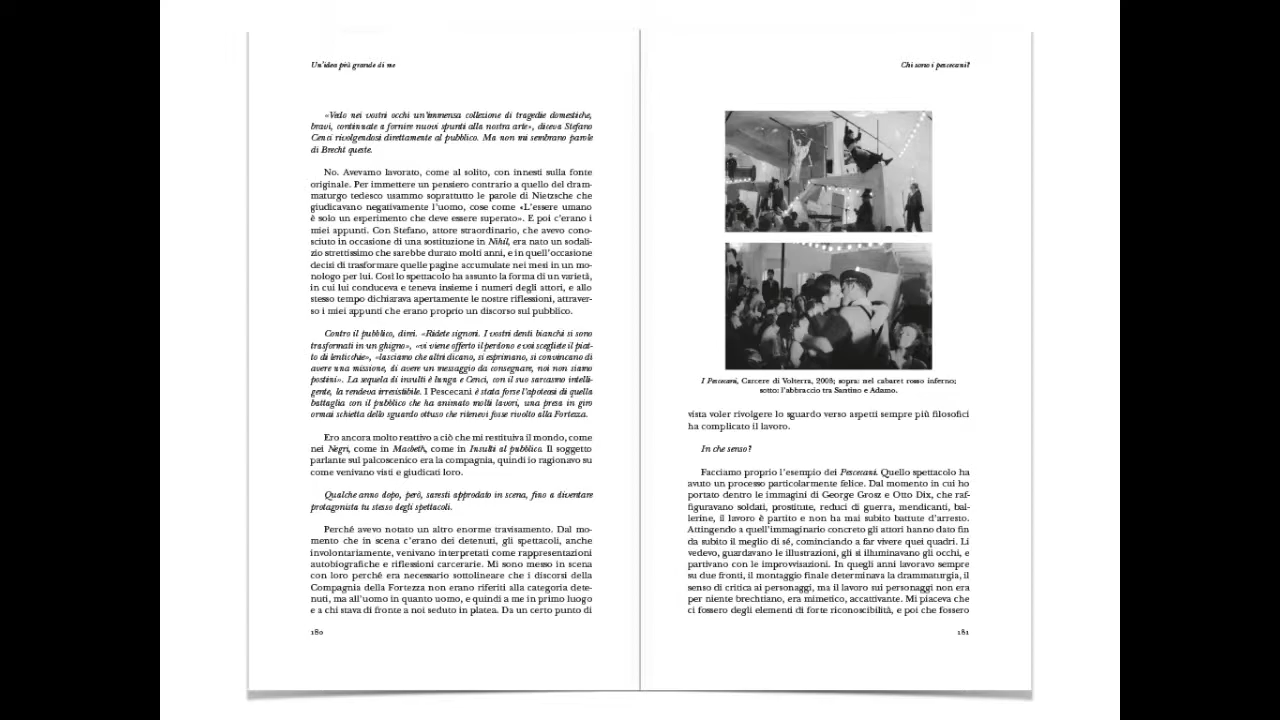 Un'idea più grande di me
«Vedo nei vostri occhi un'immensa collezione di tragedie domestiche,
bravi, continuate a fornire nuovi spunti alla nostra arte», diceva Stefano
Cenci rivolgendosi direttamente al pubblico. Ma non mi sembrano parole
di Brecht queste.
No. Avevamo lavorato, come al solito, con innesti sulla fonte
originale. Per immettere un pensiero contrario a quello del dram-
maturgo tedesco usammo soprattutto le parole di Nietzsche che
giudicavano negativamente l'uomo, cose come «L'essere umano
è solo un esperimento che deve essere superato». E poi c'erano i
miei appunti. Con Stefano, attore straordinario, che avevo cono-
sciuto in occasione di una sostituzione in Nihil, era nato un sodali-
zio strettissimo che sarebbe durato molti anni, e in quell'occasione
decisi di trasformare quelle pagine accumulate nei mesi in un mo-
nologo per lui. Così lo spettacolo ha assunto la forma di un varietà,
in cui lui conduceva e teneva insieme i numeri degli attori, e allo
stesso tempo dichiarava apertamente le nostre riflessioni, attraver-
so i miei appunti che erano proprio un discorso sul pubblico.
Contro il pubblico, direi. «Ridete signori. I vostri denti bianchi si sono
trasformati in un ghigno», «vi viene offerto il perdono e voi scegliete il piat-
to di lenticchie», «lasciamo che altri dicano, si esprimano, si convincano di
avere una missione, di avere un messaggio da consegnare, noi non siamo
postini». La sequela di insulti è lunga e Cenci, con il suo sarcasmo intelli-
gente, la rendeva irresistibile. I Pescecani è stata forse l'apoteosi di quella
battaglia con il pubblico che ha animato molti lavori, una presa in giro
ormai schietta dello sguardo ottuso che ritenevi fosse rivolto alla Fortezza.
Ero ancora molto reattivo a ciò che mi restituiva il mondo, come
nei Negri, come in Macbeth, come in Insulti al pubblico. Il soggetto
parlante sul palcoscenico era la compagnia, quindi io ragionavo su
come venivano visti e giudicati loro.
Qualche anno dopo, però, saresti approdato in scena, fino a diventare
protagonista tu stesso degli spettacoli.
Perché avevo notato un altro enorme travisamento. Dal mo-
mento che in scena c'erano dei detenuti, gli spettacoli, anche
involontariamente, venivano interpretati come rappresentazioni
autobiografiche e riflessioni carcerarie. Mi sono messo in scena
con loro perché era necessario sottolineare che i discorsi della
Compagnia della Fortezza non erano riferiti alla categoria dete-
nuti, ma all'uomo in quanto uomo, e quindi a me in primo luogo
e a chi stava di fronte a noi seduto in platea. Da un certo punto di
180
Chi sono i pescecani?
I Pescecani, Carcere di Volterra, 2003; sopra: nel cabaret rosso inferno;
sotto: l'abbraccio tra Santino e Adamo.
vista voler rivolgere lo sguardo verso aspetti sempre più filosofici
ha complicato il lavoro.
In che senso?
Facciamo proprio l'esempio dei Pescecani. Quello spettacolo ha
avuto un processo particolarmente felice. Dal momento in cui ho
portato dentro le immagini di George Grosz e Otto Dix, che raf-
figuravano soldati, prostitute, reduci di guerra, mendicanti, bal-
lerine, il lavoro è partito e non ha mai subito battute d'arresto.
Attingendo a quell'immaginario concreto gli attori hanno dato fin
da subito il meglio di sé, cominciando a far vivere quei quadri. Li
vedevo, guardavano le illustrazioni, gli si illuminavano gli occhi, e
partivano con le improvvisazioni. In quegli anni lavoravo sempre
su due fronti, il montaggio finale determinava la drammaturgia, il
senso di critica ai personaggi, ma il lavoro sui personaggi non era
per niente brechtiano, era mimetico, accattivante. Mi piaceva che
ci fossero degli elementi di forte riconoscibilità, e poi che fossero
181